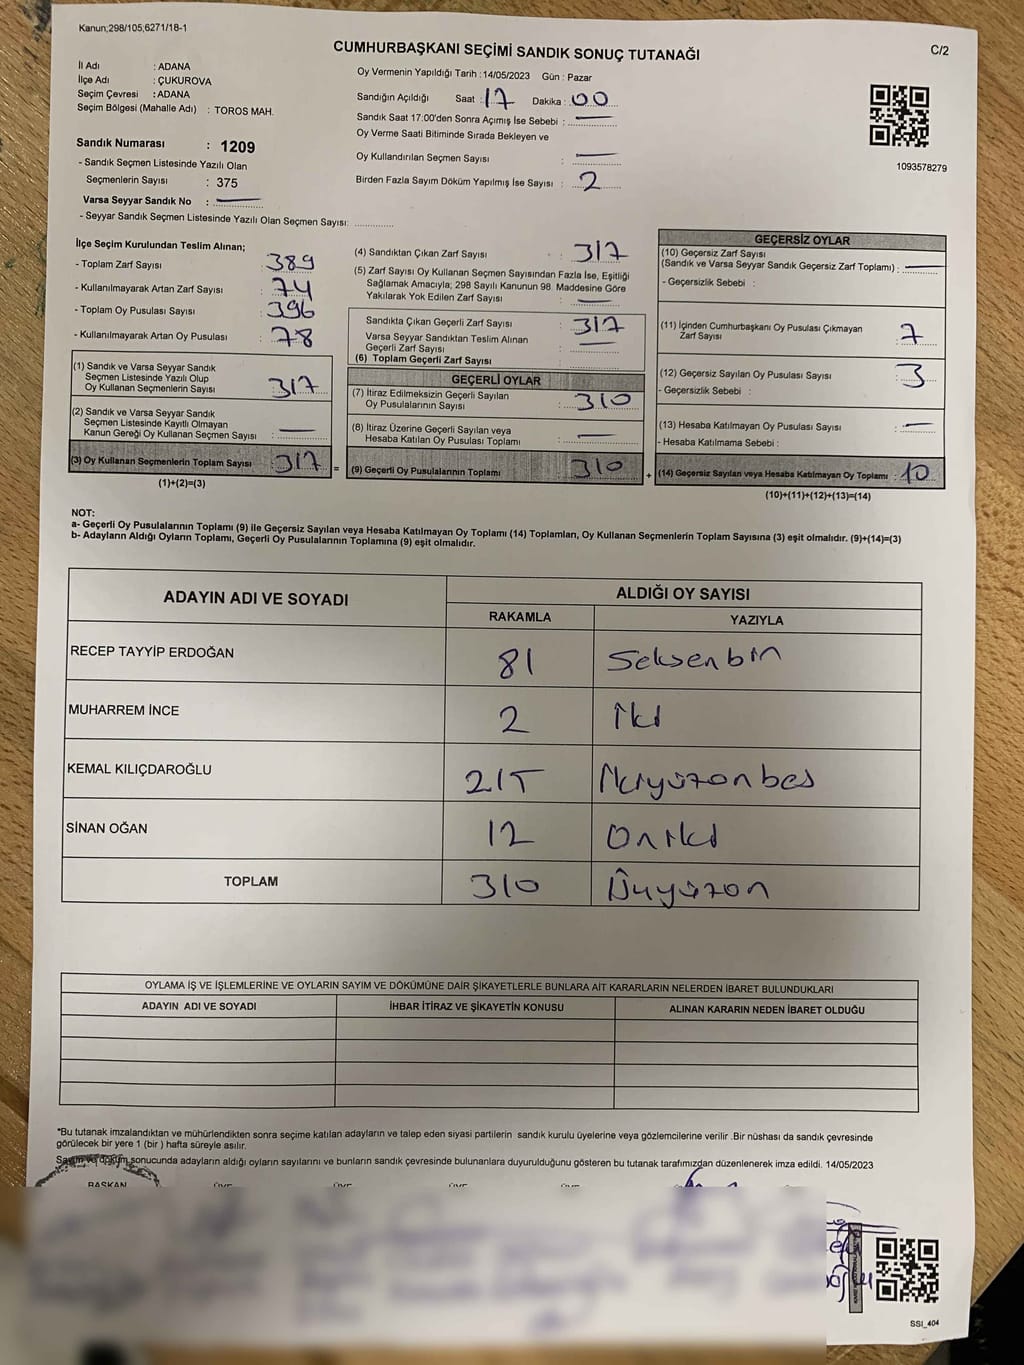 Kanun;298/105;6271/18-1
CUMHURBAŞKANI SEÇİMİ SANDIK SONUÇ TUTANAĞI
C/2
İl Adı : ADANA
İlçe Adı : ÇUKUROVA
Seçim Çevresi : ADANA
Seçim Bölgesi (Mahalle Adı) : TOROS MAH.
Sandık Numarası : 1209
- Sandık Seçmen Listesinde Yazılı Olan
Seçmenlerin Sayısı : 375
Varsa Seyyar Sandık No :
- Seyyar Sandık Seçmen Listesinde Yazılı Olan Seçmen Sayısı:
Oy Vermenin Yapıldığı Tarih : 14/05/2023 Gün : Pazar
Sandığın Açıldığı Saat : 17 Dakika : 00
Sandık Saat 17:00'den Sonra Açımış İse Sebebi :
Oy Verme Saati Bitiminde Sırada Bekleyen ve
Oy Kullandırılan Seçmen Sayısı :
Birden Fazla Sayım Döküm Yapılmış İse Sayısı : 2
1093578279
İlçe Seçim Kurulundan Teslim Alınan;
- Toplam Zarf Sayısı : 389
- Kullanılmayarak Artan Zarf Sayısı : 74
- Toplam Oy Pusulası Sayısı : 396
- Kullanılmayarak Artan Oy Pusulası : 78
(1) Sandık ve Varsa Seyyar Sandık
Seçmen Listesinde Yazılı Olup
Oy Kullanan Seçmenlerin Sayısı : 317
(2) Sandık ve Varsa Seyyar Sandık
Seçmen Listesinde Kayıtlı Olmayan
Kanun Gereği Oy Kullanan Seçmen Sayısı :
(3) Oy Kullanan Seçmenlerin Toplam Sayısı : 317 =
(1)+(2)=(3)
(4) Sandıktan Çıkan Zarf Sayısı : 317
(5) Zarf Sayısı Oy Kullanan Seçmen Sayısından Fazla İse, Eşitliği
Sağlamak Amacıyla; 298 Sayılı Kanunun 98. Maddesine Göre
Yakılarak Yok Edilen Zarf Sayısı :
Sandıkta Çıkan Geçerli Zarf Sayısı : 317
Varsa Seyyar Sandıktan Teslim Alınan
Geçerli Zarf Sayısı :
(6) Toplam Geçerli Zarf Sayısı :
GEÇERLİ OYLAR
(7) İtiraz Edilmeksizin Geçerli Sayılan
Oy Pusulalarının Sayısı : 310
(8) İtiraz Üzerine Geçerli Sayılan veya
Hesaba Katılan Oy Pusulası Toplamı :
(9) Geçerli Oy Pusulalarının Toplamı : 310 +
GEÇERSİZ OYLAR
(10) Geçersiz Zarf Sayısı
(Sandık ve Varsa Seyyar Sandık Geçersiz Zarf Toplamı) :
- Geçersizlik Sebebi :
(11) İçinden Cumhurbaşkanı Oy Pusulası Çıkmayan
Zarf Sayısı : 7
(12) Geçersiz Sayılan Oy Pusulası Sayısı : 3
- Geçersizlik Sebebi :
(13) Hesaba Katılmayan Oy Pusulası Sayısı :
- Hesaba Katılmama Sebebi :
(14) Geçersiz Sayılan veya Hesaba Katılmayan Oy Toplamı : 10
(10)+(11)+(12)+(13)=(14)
NOT:
a- Geçerli Oy Pusulalarının Toplamı (9) ile Geçersiz Sayılan veya Hesaba Katılmayan Oy Toplamı (14) Toplamları, Oy Kullanan Seçmenlerin Toplam Sayısına (3) eşit olmalıdır. (9)+(14)=(3)
b- Adayların Aldığı Oyların Toplamı, Geçerli Oy Pusulalarının Toplamına (9) eşit olmalıdır.
ADAYIN ADI VE SOYADI
ALDIĞI OY SAYISI
RAKAMLA YAZIYLA
RECEP TAYYİP ERDOĞAN 81 Seksenbin
MUHARREM İNCE 2 İki
KEMAL KILIÇDAROĞLU 215 İkiyüzonbeş
SİNAN OĞAN 12 Oniki
TOPLAM 310 Üçyüzon
OYLAMA İŞ VE İŞLEMLERİNE VE OYLARIN SAYIM VE DÖKÜMÜNE DAİR ŞİKAYETLERLE BUNLARA AİT KARARLARIN NELERDEN İBARET BULUNDUKLARI
ADAYIN ADI VE SOYADI İHBAR İTİRAZ VE ŞİKAYETİN KONUSU ALINAN KARARIN NEDEN İBARET OLDUĞU
*Bu tutanak imzalandıktan ve mühürlendikten sonra seçime katılan adayların ve talep eden siyasi partilerin sandık kurulu üyelerine veya gözlemcilerine verilir .Bir nüshası da sandık çevresinde
görülecek bir yere 1 (bir ) hafta süreyle asılır.
Sayım ve döküm sonucunda adayların aldığı oyların sayılarını ve bunların sandık çevresinde bulunanlara duyurulduğunu gösteren bu tutanak tarafımızdan düzenlenerek imza edildi. 14/05/2023
BAŞKAN ÜYE ÜYE ÜYE ÜYE
SSI_404